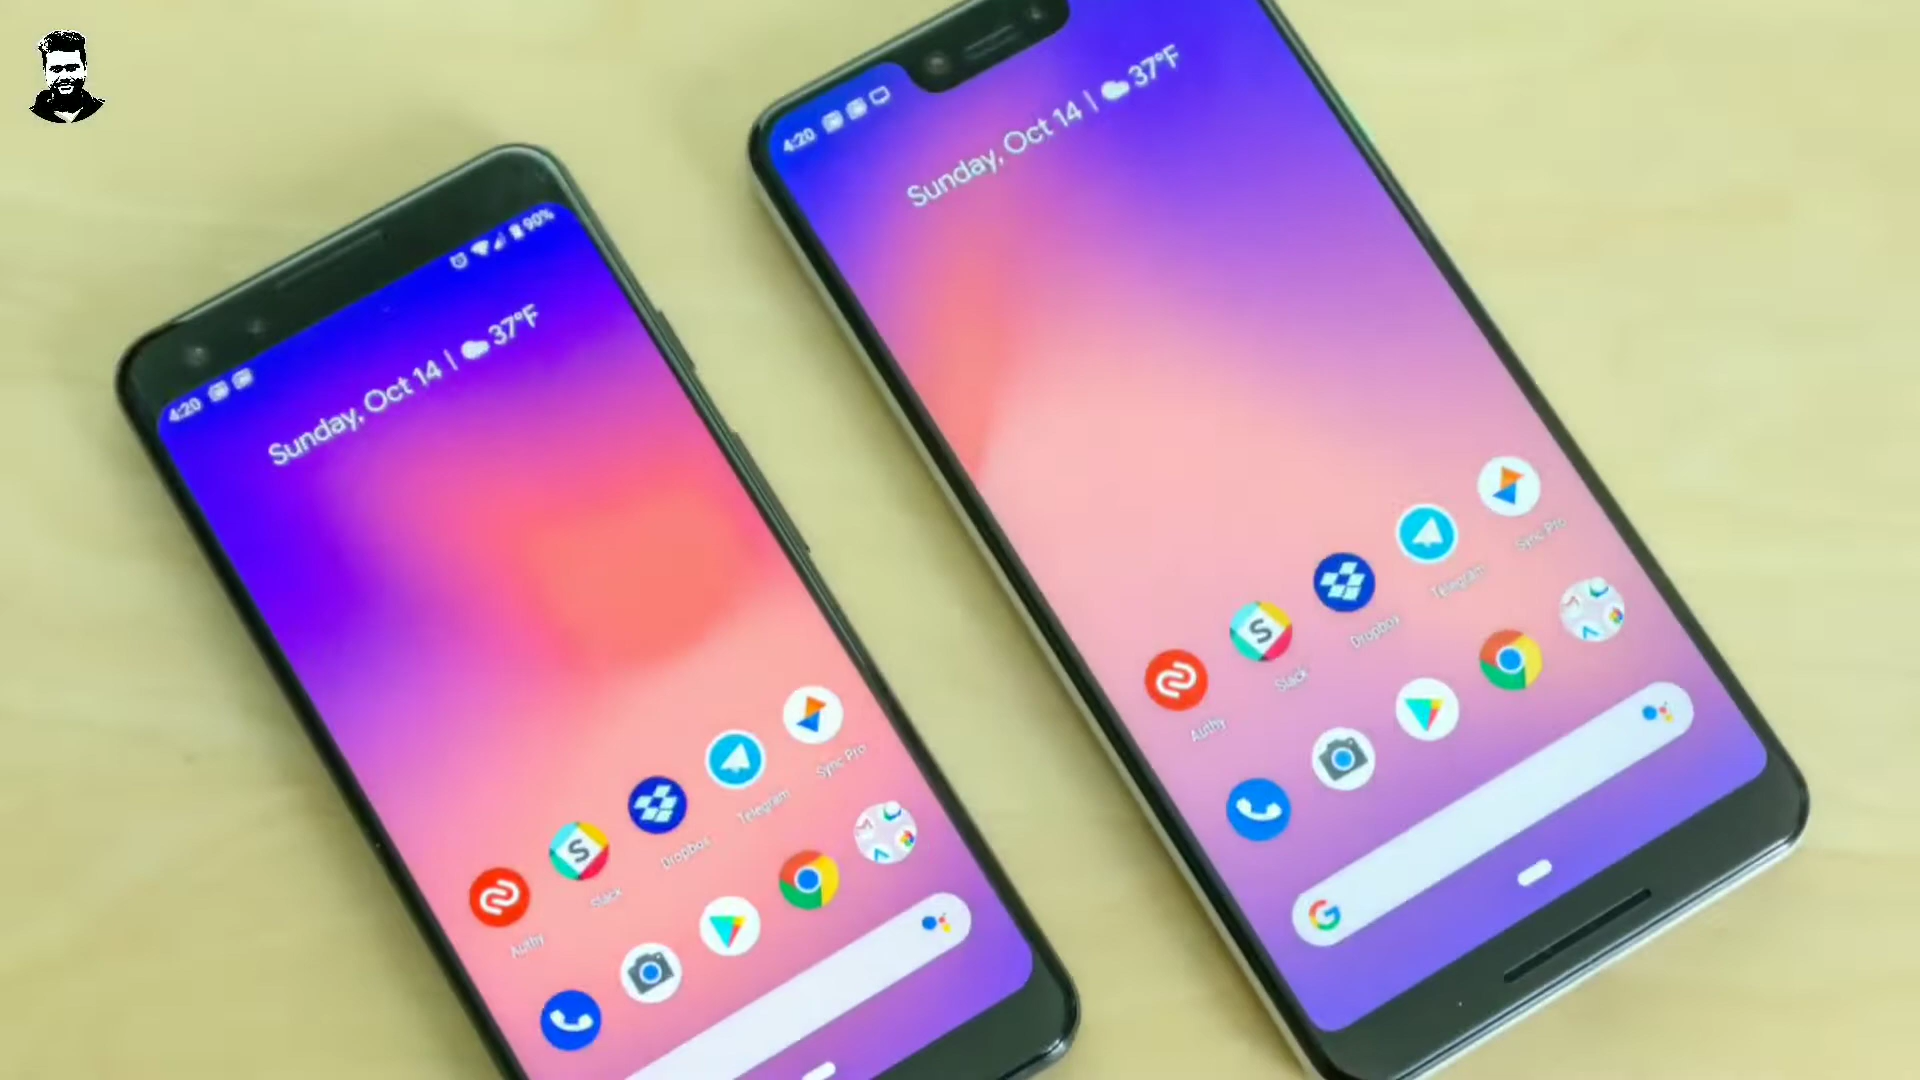 4:20
90%
Sunday, Oct 14 | 37°F
Authy
Slack
Dropbox
Telegram
Sync Pro
4:20
Sunday, Oct 14 | 37°F
Authy
Slack
Dropbox
Telegram
Sync Pro